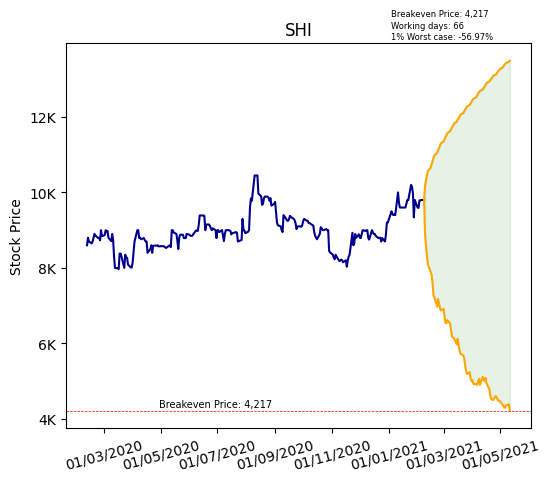 Breakeven Price: 4,217
Working days: 66
1% Worst case: -56.97%
SHI
Stock Price
12K
10K
8K
6K
4K
Breakeven Price: 4,217
01/03/2020
01/05/2020
01/07/2020
01/09/2020
01/11/2020
01/01/2021
01/03/2021
01/05/2021